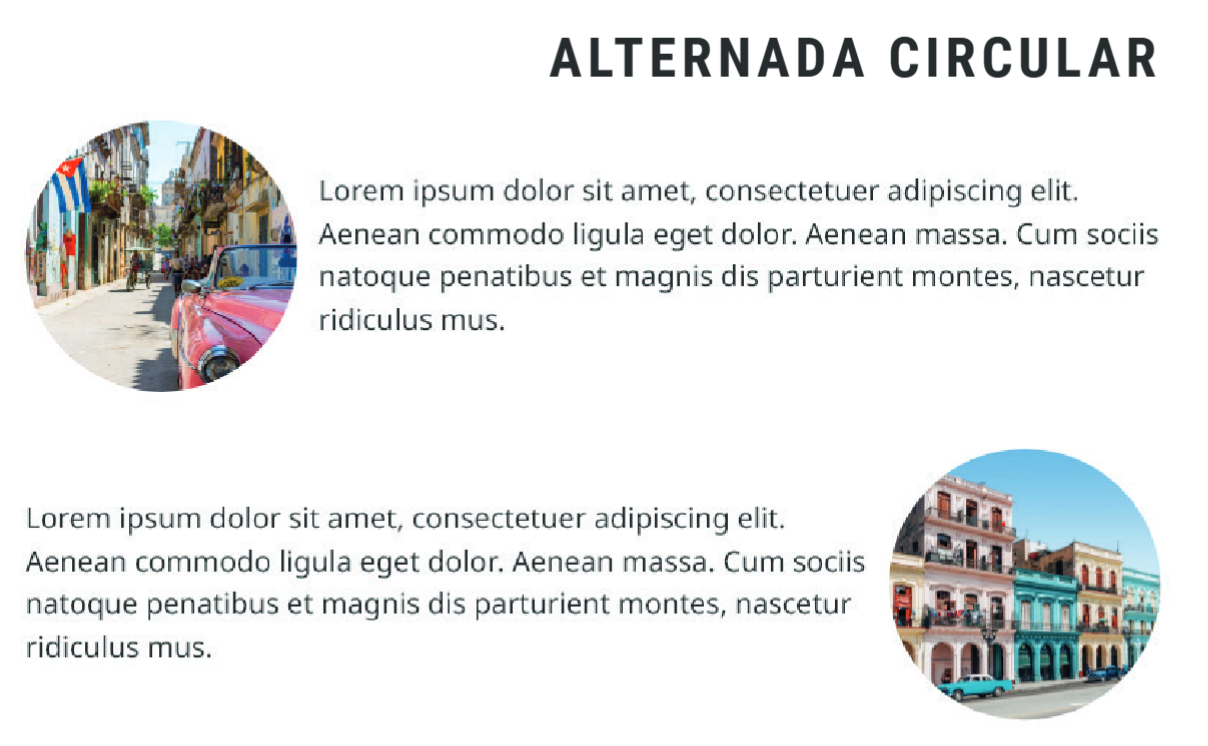 ALTERNADA CIRCULAR
Lorem ipsum dolor sit amet, consectetuer adipiscing elit.
Aenean commodo ligula eget dolor. Aenean massa. Cum sociis
natoque penatibus et magnis dis parturient montes, nascetur
ridiculus mus.
Lorem ipsum dolor sit amet, consectetuer adipiscing elit.
Aenean commodo ligula eget dolor. Aenean massa. Cum sociis
natoque penatibus et magnis dis parturient montes, nascetur
ridiculus mus.